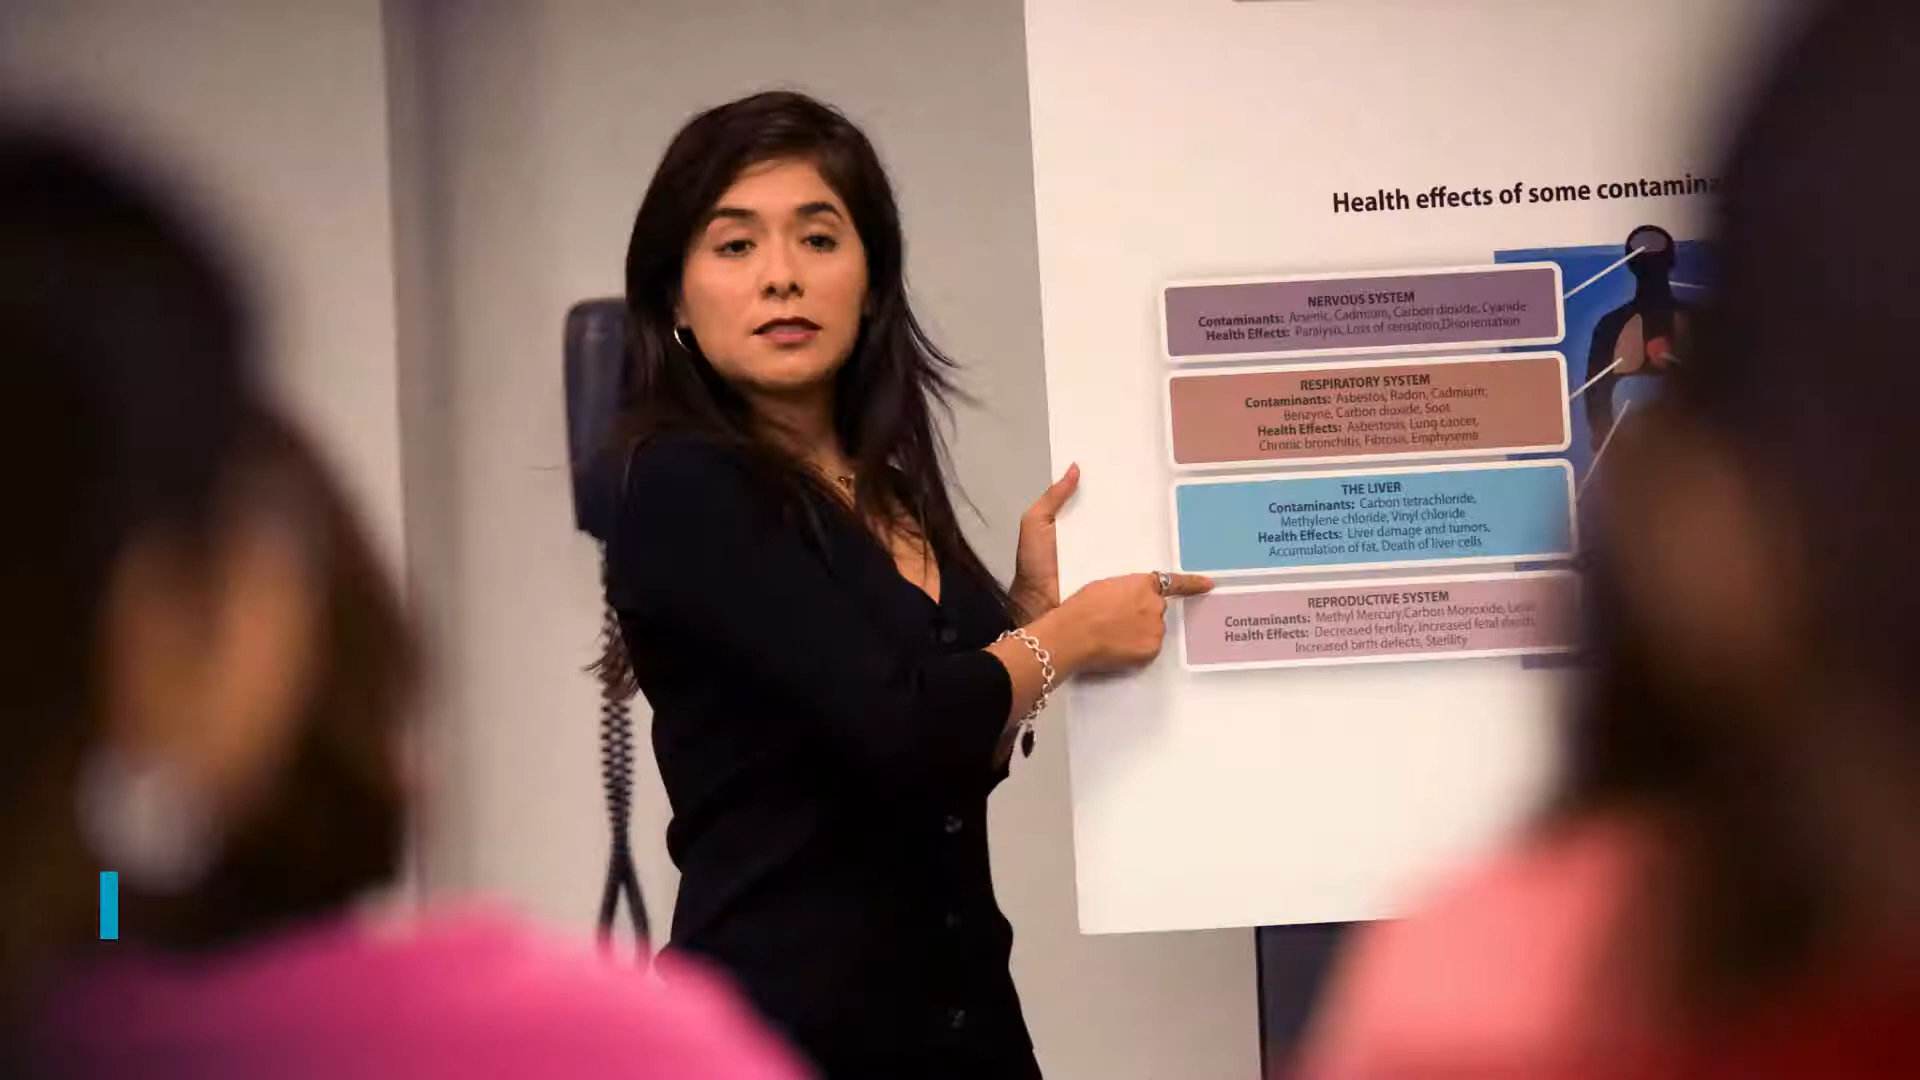 Health effects of some contamina
NERVOUS SYSTEM
Contaminants: Arsenic, Cadmium, Carbon dioxide, Cyanide
Health Effects: Paralysis, Loss of sensation,Disorientation
RESPIRATORY SYSTEM
Contaminants: Asbestos, Radon, Cadmium,
Benzyne, Carbon dioxide, Soot
Health Effects: Asbestosis, Lung cancer,
Chronic bronchitis, Fibrosis, Emphysema
THE LIVER
Contaminants: Carbon tetrachloride,
Methylene chloride, Vinyl chloride
Health Effects: Liver damage and tumors,
Accumulation of fat, Death of liver cells
REPRODUCTIVE SYSTEM
Contaminants: Methyl Mercury,Carbon Monoxide, Lead
Health Effects: Decreased fertility, Increased fetal death,
Increased birth defects, Sterility